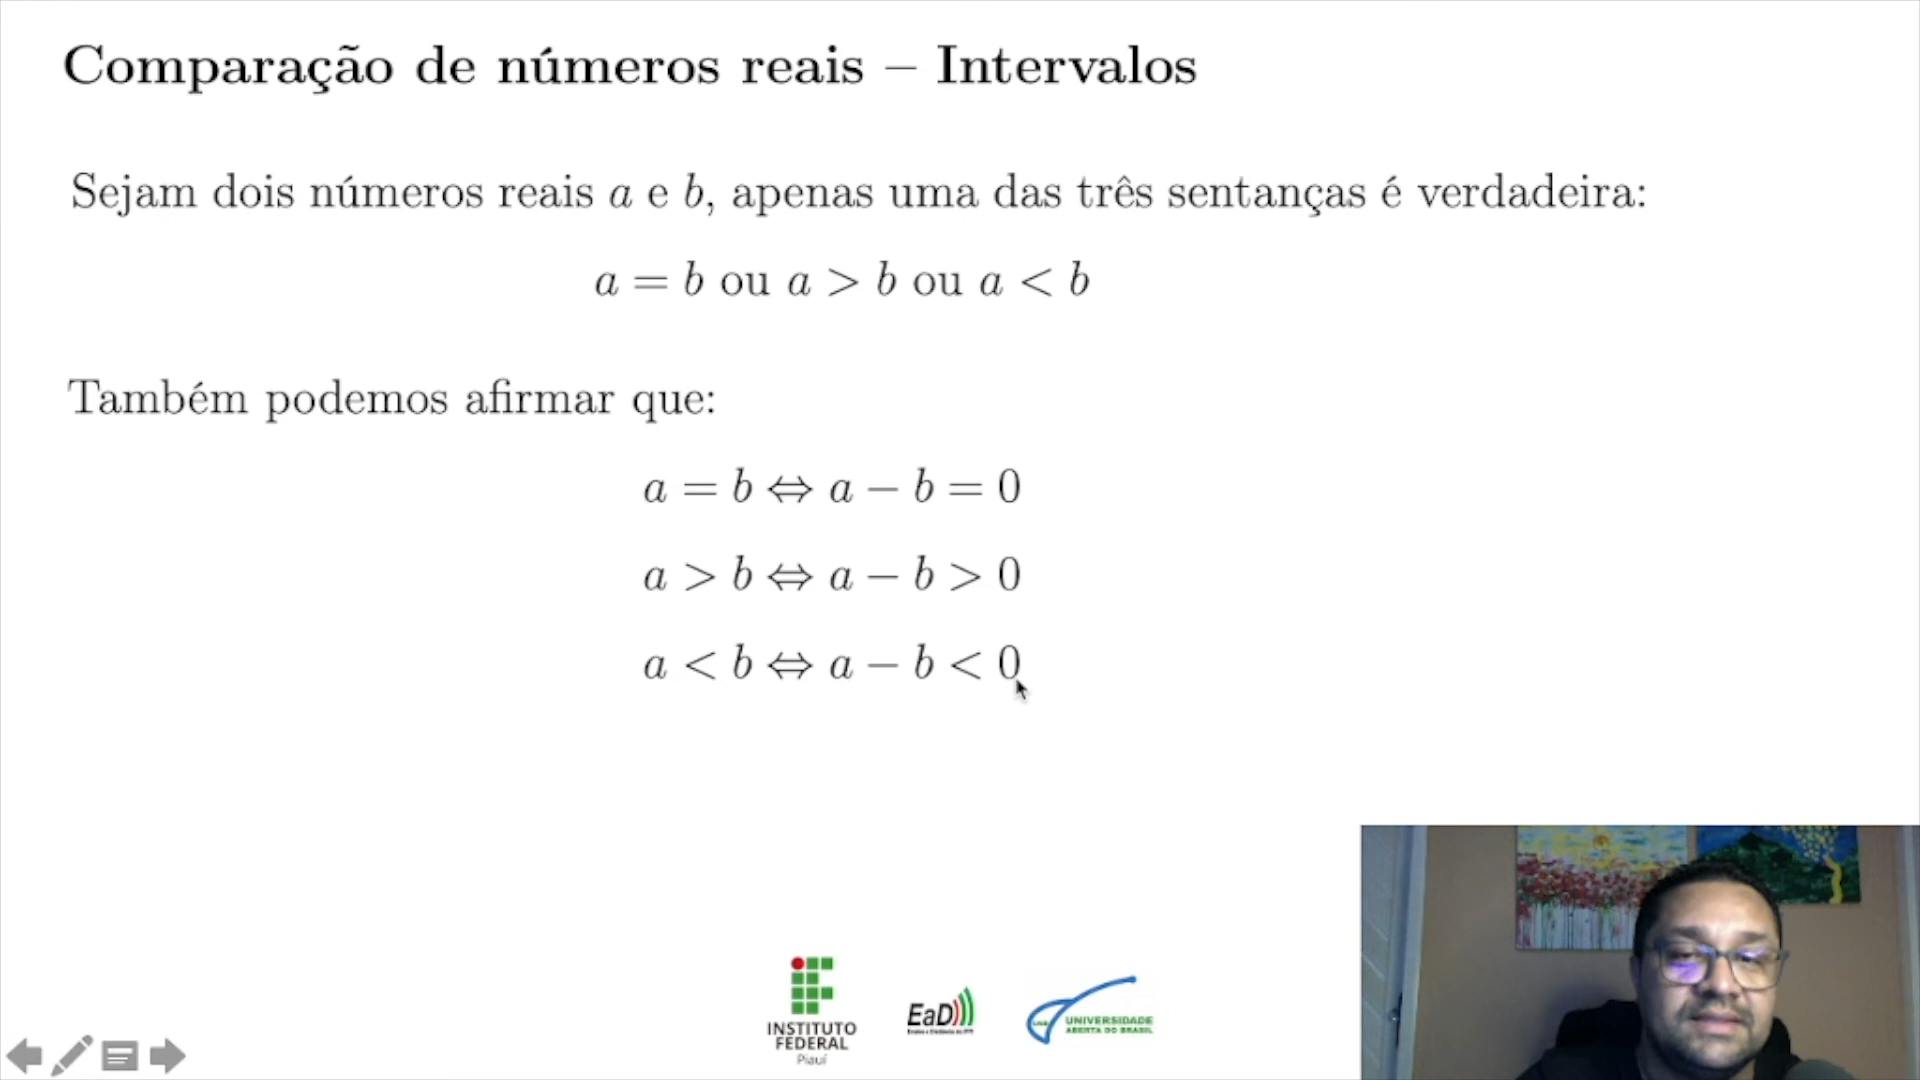 Comparação de números reais – Intervalos
Sejam dois números reais a e b, apenas uma das três sentanças é verdadeira:
a = b ou a > b ou a < b
Também podemos afirmar que:
a = b ⇔ a − b = 0
a > b ⇔ a − b > 0
a < b ⇔ a − b < 0
INSTITUTO
FEDERAL
Piauí
EaD
UNIVERSIDADE
ABERTA DO BRASIL